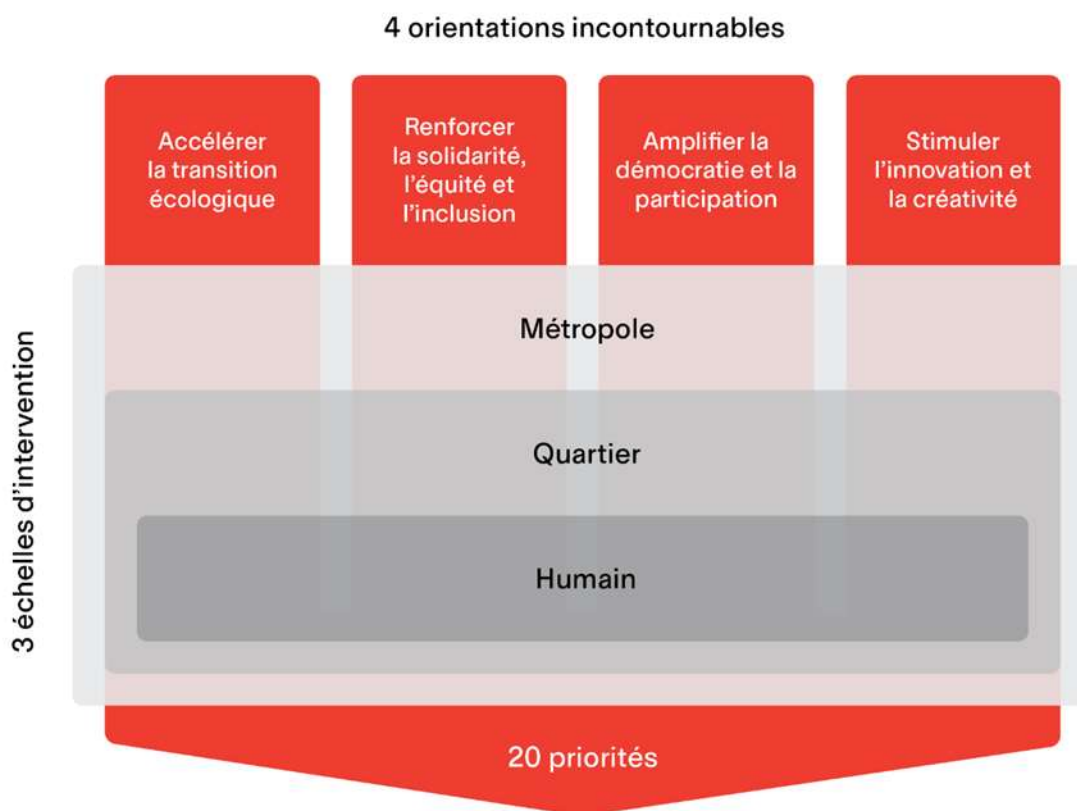 4 orientations incontournables
Accélérer
la transition
écologique
Renforcer
la solidarité,
l'équité et
l'inclusion
Amplifier la
démocratie et la
participation
Stimuler
l'innovation et
la créativité
3 échelles d'intervention
Métropole
Quartier
Humain
20 priorités